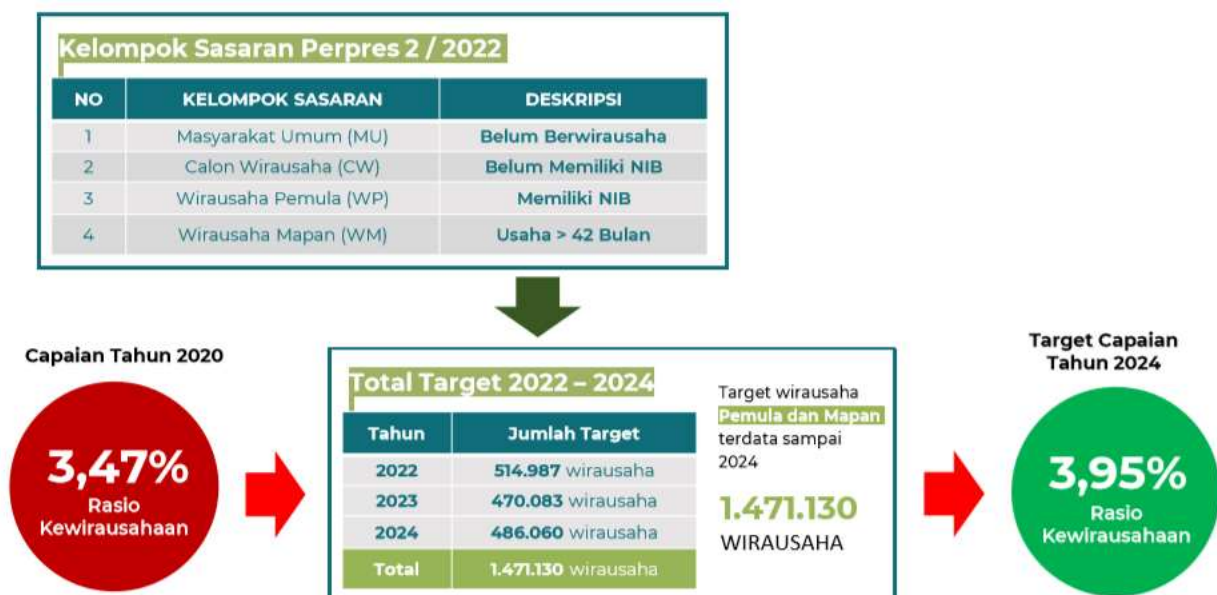 Kelompok Sasaran Perpres 2 / 2022
NO KELOMPOK SASARAN DESKRIPSI
1 Masyarakat Umum (MU) Belum Berwirausaha
2 Calon Wirausaha (CW) Belum Memiliki NIB
3 Wirausaha Pemula (WP) Memiliki NIB
4 Wirausaha Mapan (WM) Usaha > 42 Bulan
Capaian Tahun 2020
3,47%
Rasio
Kewirausahaan
Total Target 2022 – 2024
Tahun Jumlah Target
2022 514.987 wirausaha
2023 470.083 wirausaha
2024 486.060 wirausaha
Total 1.471.130 wirausaha
Target wirausaha
Pemula dan Mapan
terdata sampai
2024
1.471.130
WIRAUSAHA
Target Capaian
Tahun 2024
3,95%
Rasio
Kewirausahaan